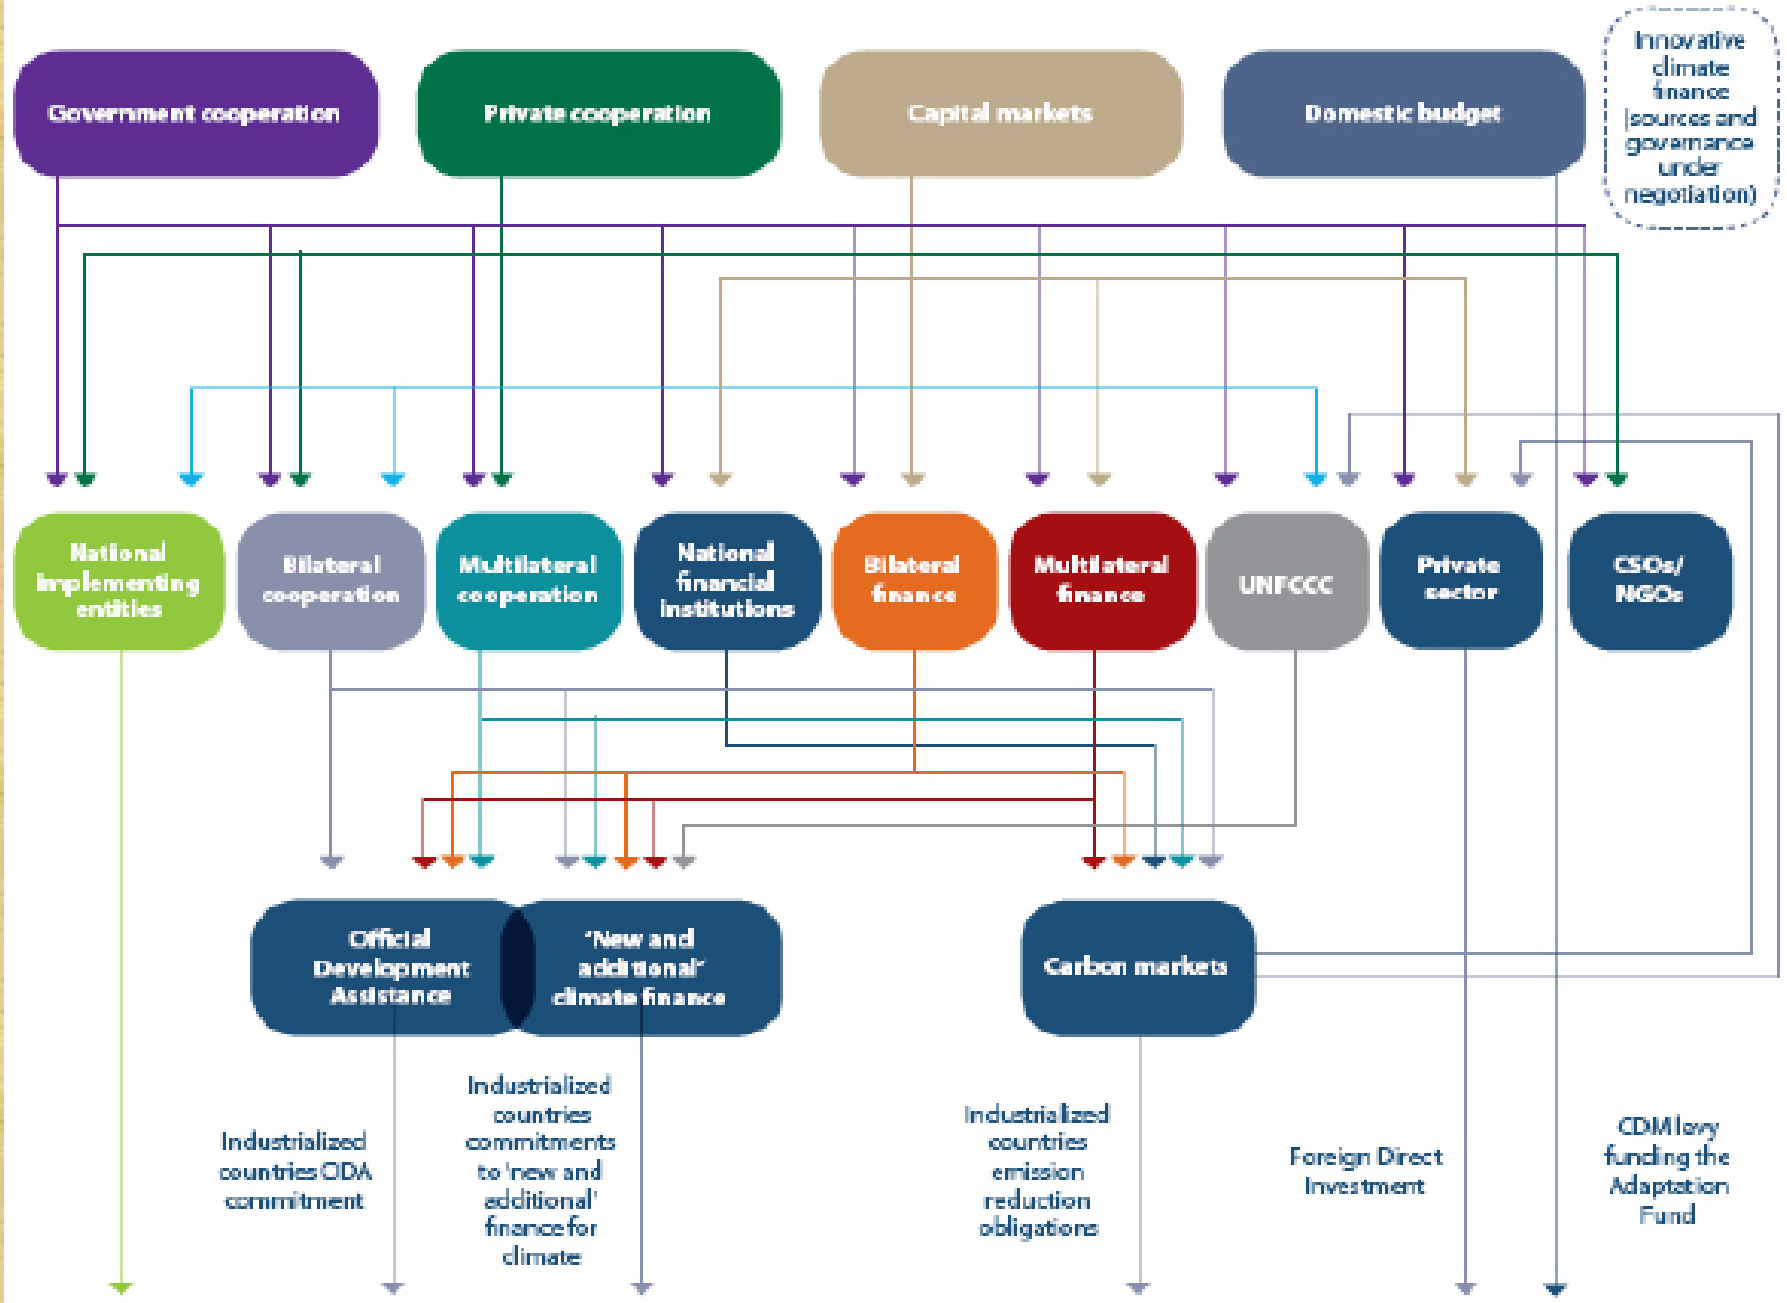 Government cooperation
Private cooperation
Capital markets
Domestic budget
Innovative
climate
finance
(sources and
governance
under
negotiation)
National
implementing
entities
Bilateral
cooperation
Multilateral
cooperation
National
financial
institutions
Bilateral
finance
Multilateral
finance
UNFCCC
Private
sector
CSOs/
NGOs
Official
Development
Assistance
'New and
additional'
climate finance
Carbon markets
Industrialized
countries ODA
commitment
Industrialized
countries
commitments
to 'new and
additional'
finance for
climate
Industrialized
countries
emission
reduction
obligations
Foreign Direct
Investment
CDM levy
funding the
Adaptation
Fund